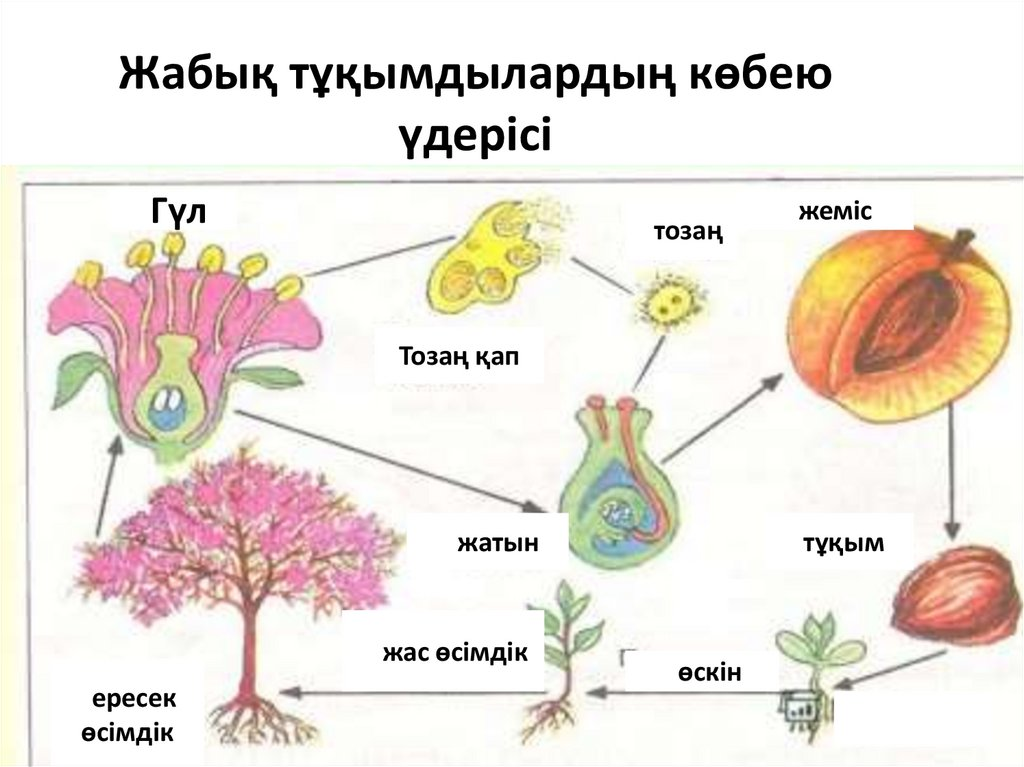 Жабық тұқымдылардың көбею
үдерісі
Гүл
тозаң
жеміс
Тозаң қап
жатын
тұқым
жас өсімдік
өскін
ересек
өсімдік